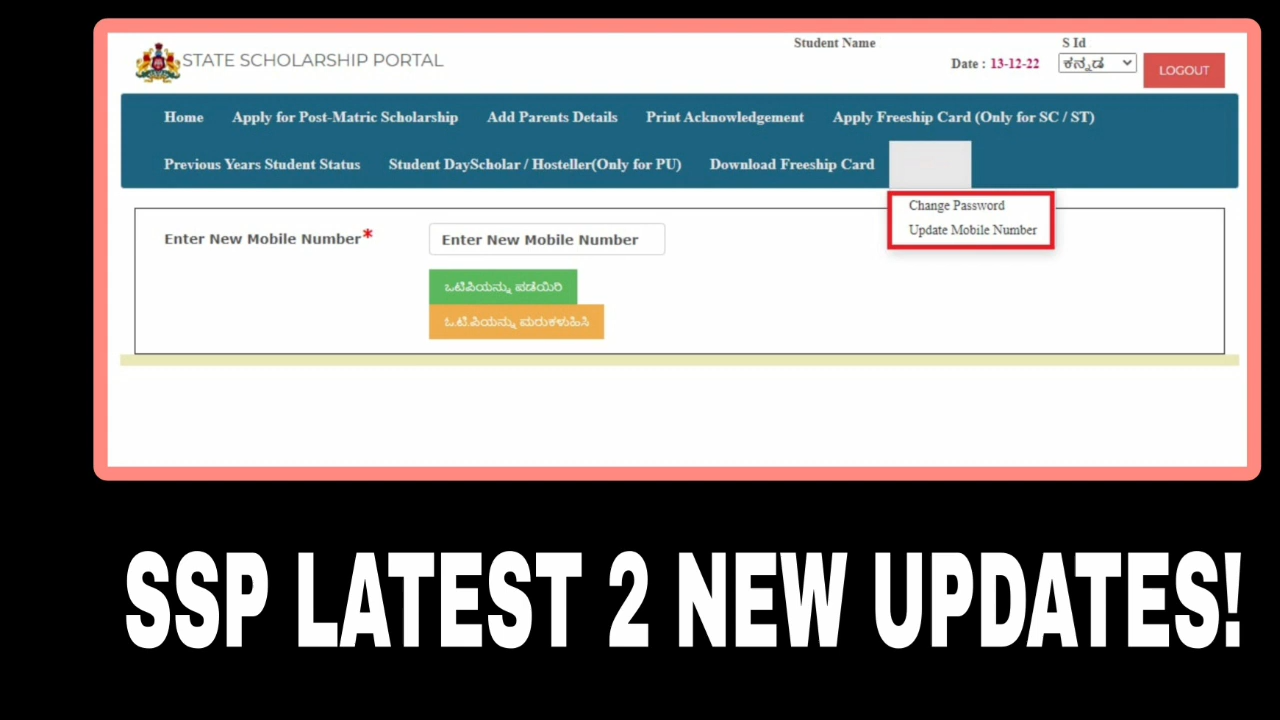 STATE SCHOLARSHIP PORTAL
Student Name
S Id
Date : 13-12-22
ಕನ್ನಡ
LOGOUT
Home Apply for Post-Matric Scholarship Add Parents Details Print Acknowledgement Apply Freeship Card (Only for SC / ST)
Previous Years Student Status Student DayScholar / Hosteller(Only for PU) Download Freeship Card
Change Password
Update Mobile Number
Enter New Mobile Number* Enter New Mobile Number
ಒಟಿಪಿಯನ್ನು ಪಡೆಯಿರಿ
ಓ.ಟಿ.ಪಿಯನ್ನು ಮರುಕಳುಹಿಸಿ
SSP LATEST 2 NEW UPDATES!